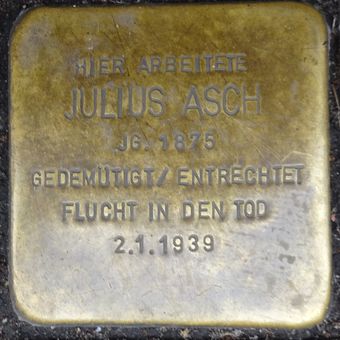 HIER ARBEITETE
JULIUS ASCH
JG. 1875
GEDEMÜTIGT/ ENTRECHTET
FLUCHT IN DEN TOD
2.1.1939